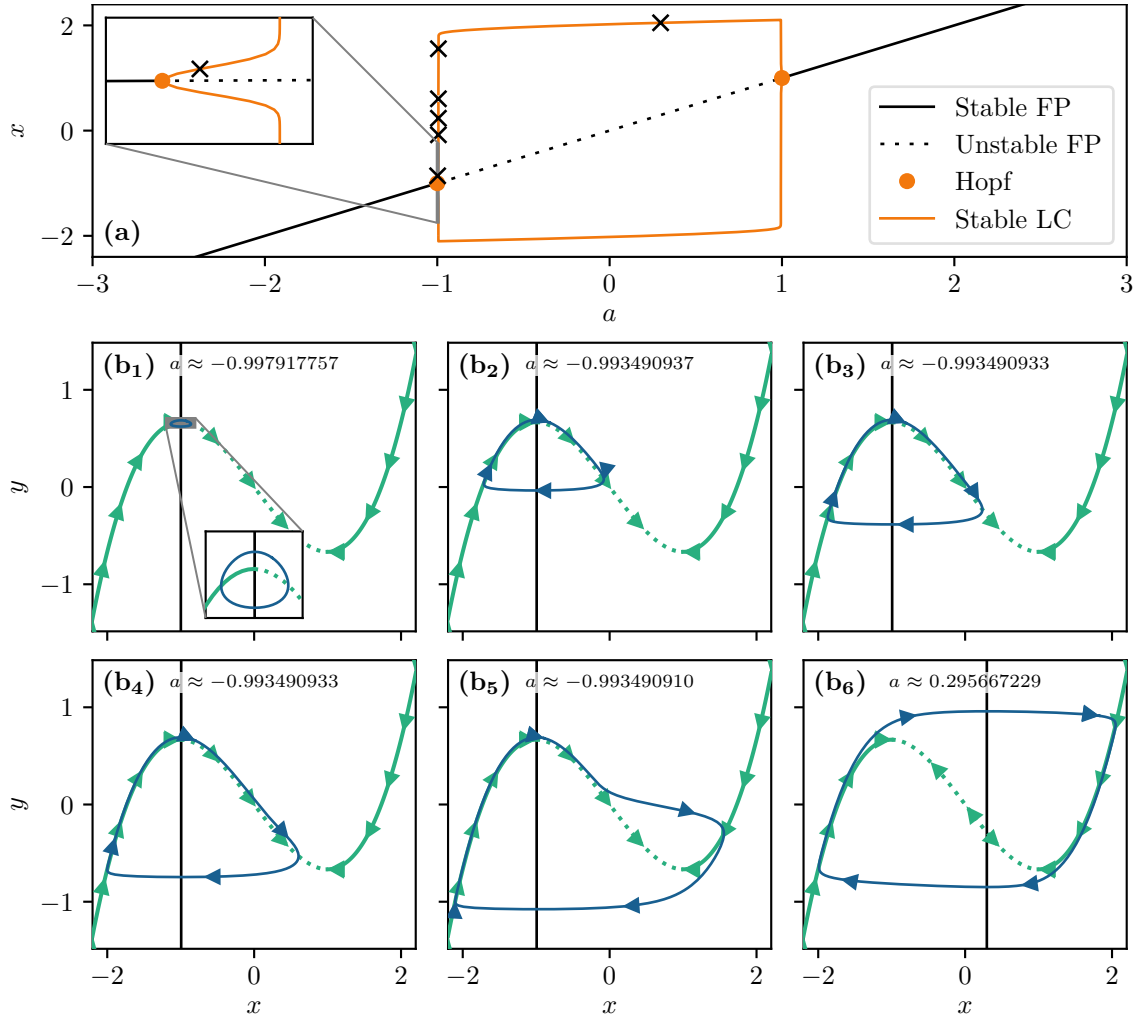 2
0
−2
x
(a)
Stable FP
Unstable FP
Hopf
Stable LC
−3
−2
−1
0
1
2
3
a
(b₁) a ≈ −0.997917757
(b₂) a ≈ −0.993490937
(b₃) a ≈ −0.993490933
1
0
−1
y
(b₄) a ≈ −0.993490933
(b₅) a ≈ −0.993490910
(b₆) a ≈ 0.295667229
1
0
−1
y
−2
0
2
x
−2
0
2
x
−2
0
2
x